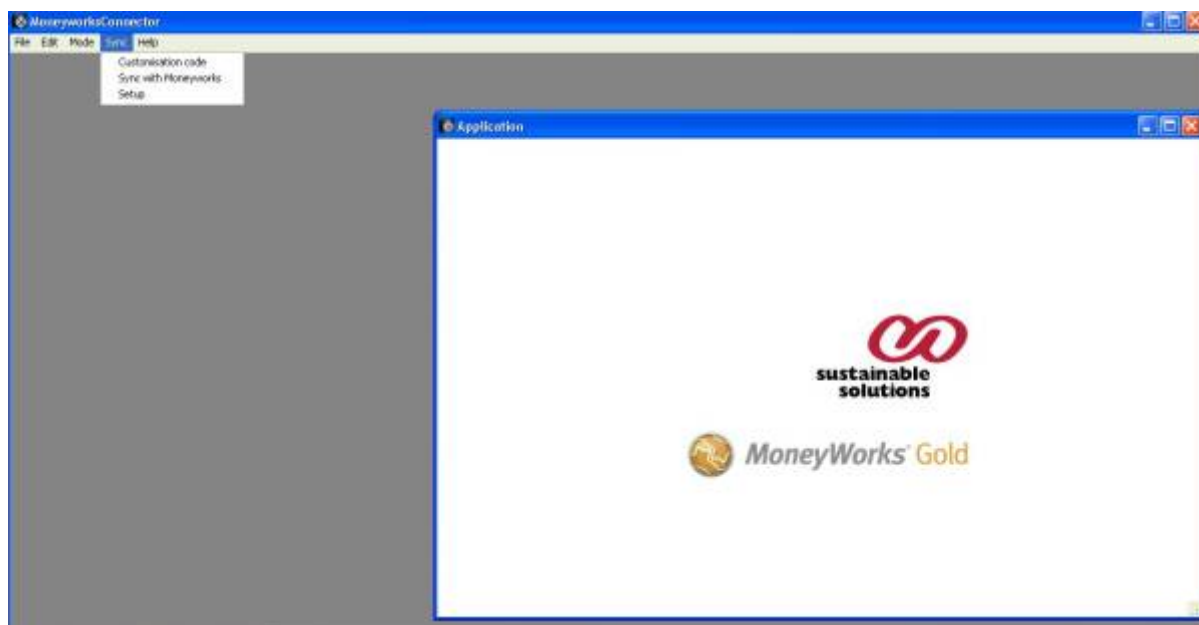 MoneyworksConnector
File Edit Mode Sync Help
Customisation code
Sync with Moneyworks
Setup
Application
sustainable
solutions
MoneyWorks Gold